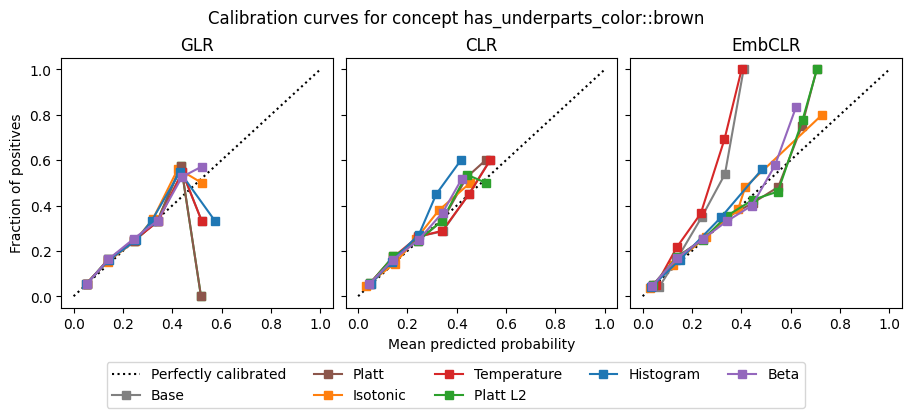 Calibration curves for concept has_underparts_color::brown
GLR
CLR
EmbCLR
Fraction of positives
1.0
0.8
0.6
0.4
0.2
0.0
0.0 0.2 0.4 0.6 0.8 1.0
0.0 0.2 0.4 0.6 0.8 1.0
0.0 0.2 0.4 0.6 0.8 1.0
Mean predicted probability
Perfectly calibrated
Base
Platt
Isotonic
Temperature
Platt L2
Histogram
Beta